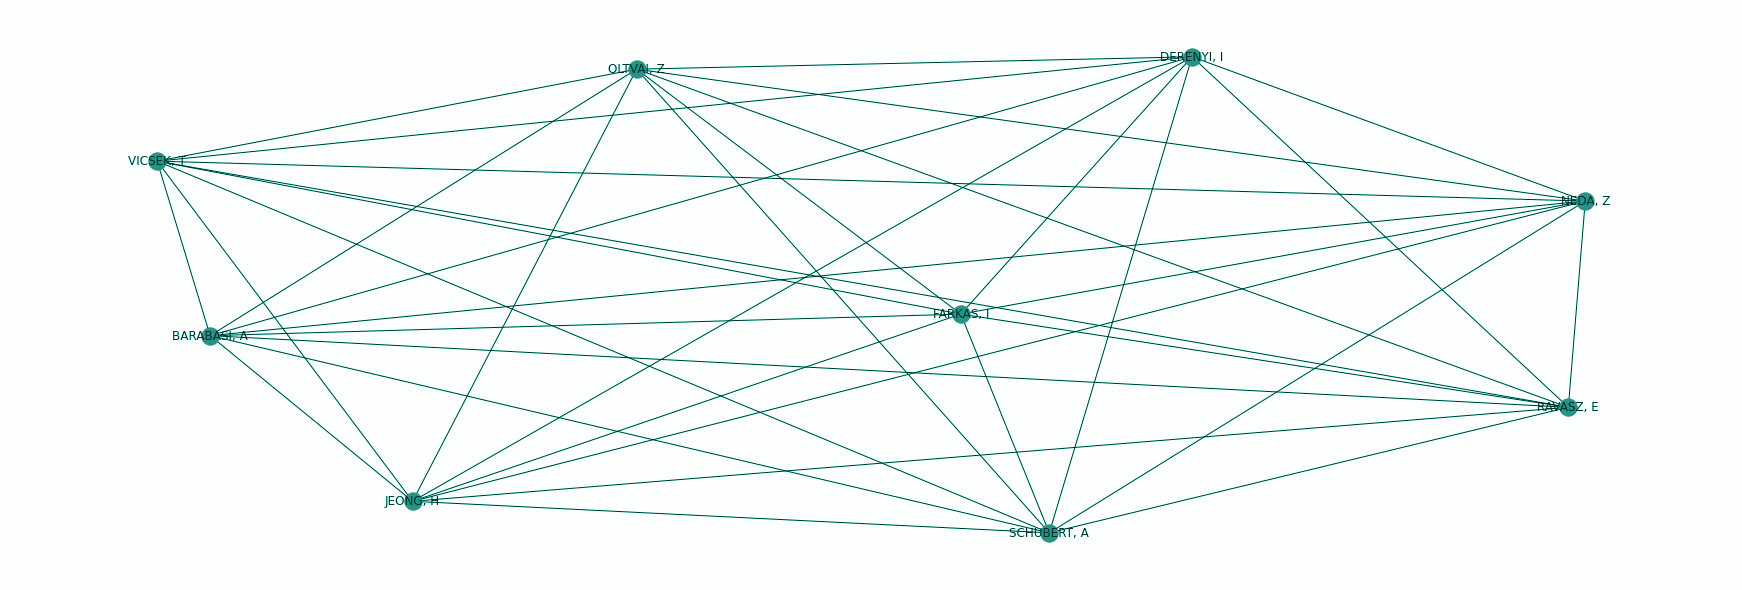 DERENYI, I
OLTVAI, Z
VICSEK, T
NEDA, Z
FARKAS, I
BARABASI, A
RAVASZ, E
JEONG, H
SCHUBERT, A